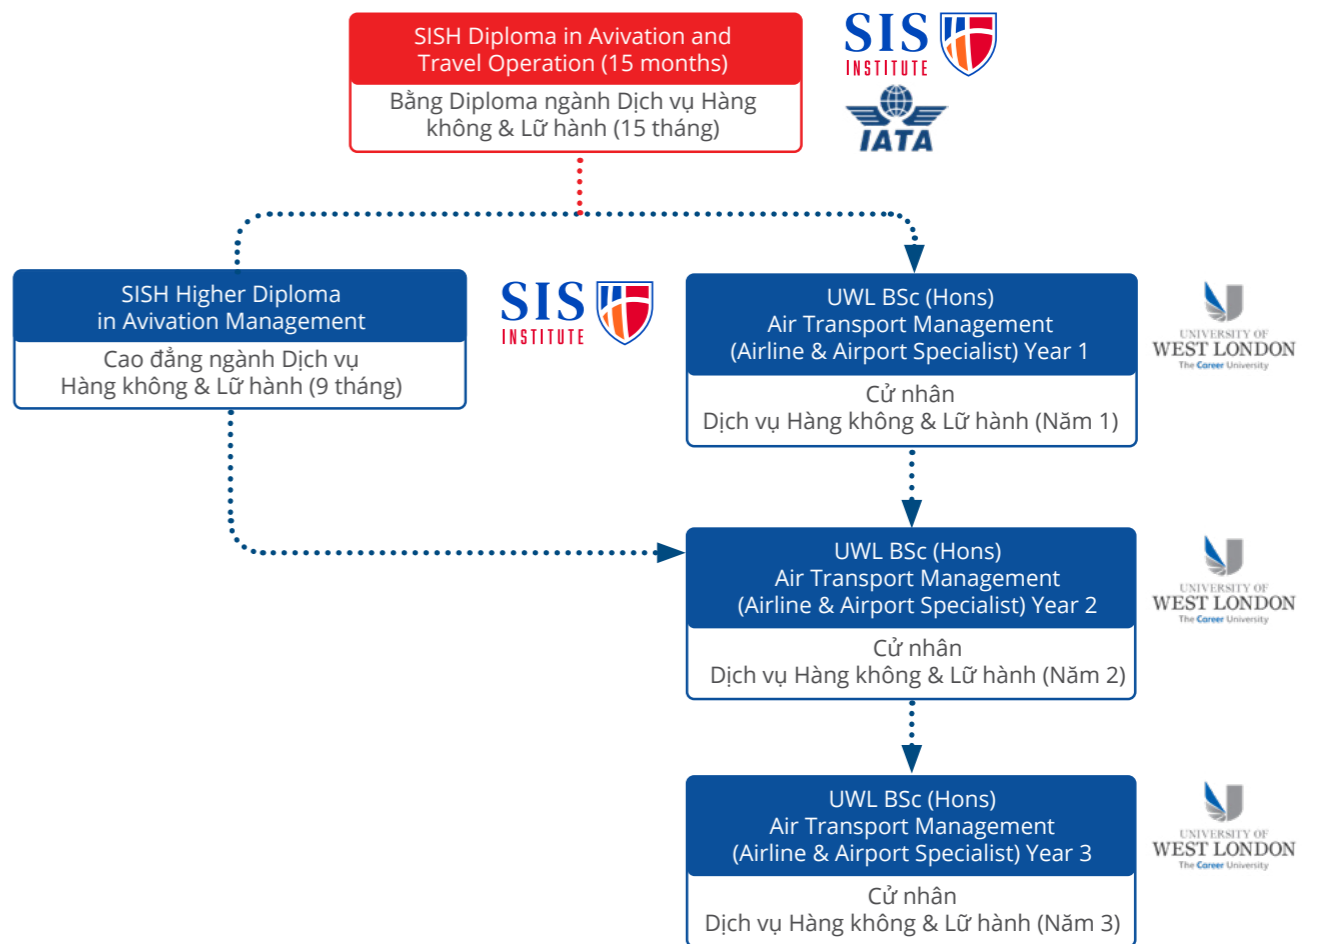 SISH Diploma in Avivation and
Travel Operation (15 months)
Bằng Diploma ngành Dịch vụ Hàng
không & Lữ hành (15 tháng)
SIS
INSTITUTE
IATA
SISH Higher Diploma
in Avivation Management
Cao đẳng ngành Dịch vụ
Hàng không & Lữ hành (9 tháng)
SIS
INSTITUTE
UWL BSc (Hons)
Air Transport Management
(Airline & Airport Specialist) Year 1
Cử nhân
Dịch vụ Hàng không & Lữ hành (Năm 1)
UNIVERSITY OF
WEST LONDON
The Career University
UWL BSc (Hons)
Air Transport Management
(Airline & Airport Specialist) Year 2
Cử nhân
Dịch vụ Hàng không & Lữ hành (Năm 2)
UNIVERSITY OF
WEST LONDON
The Career University
UWL BSc (Hons)
Air Transport Management
(Airline & Airport Specialist) Year 3
Cử nhân
Dịch vụ Hàng không & Lữ hành (Năm 3)
UNIVERSITY OF
WEST LONDON
The Career University